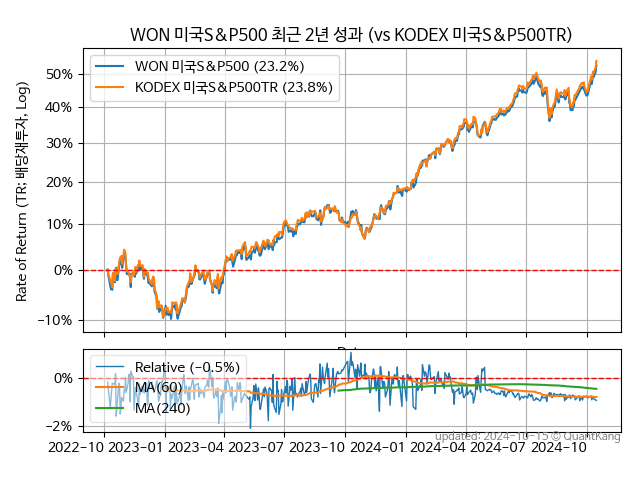 WON 미국S&P500 최근 2년 성과 (vs KODEX 미국S&P500TR)
Rate of Return (TR: 배당재투자, Log)
50%
40%
30%
20%
10%
0%
−10%
WON 미국S&P500 (23.2%)
KODEX 미국S&P500TR (23.8%)
0%
−2%
Relative (−0.5%)
MA(60)
MA(240)
2022−10 2023−01 2023−04 2023−07 2023−10 2024−01 2024−04 2024−07 2024−10
updated: 2024−10−15 © QuantKang